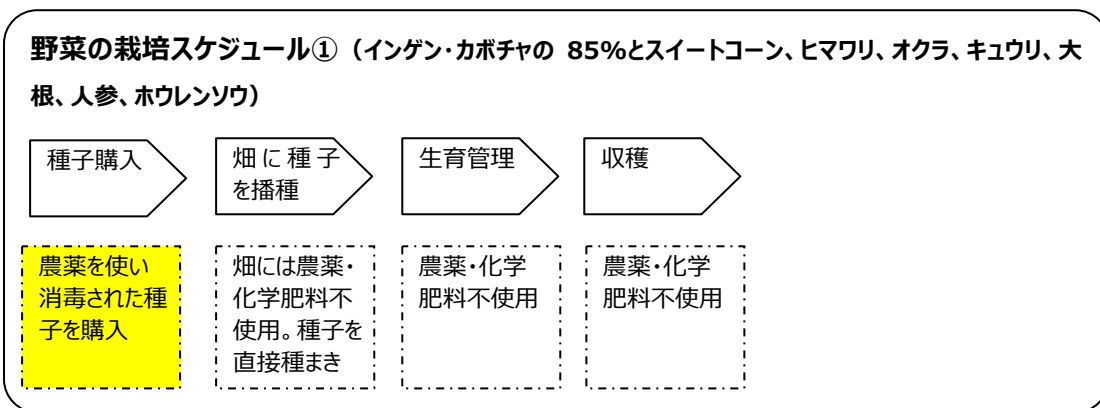 野菜の栽培スケジュール①（インゲン・カボチャの 85%とスイートコーン、ヒマワリ、オクラ、キュウリ、大
根、人参、ホウレンソウ）
種子購入
畑に種子
を播種
生育管理
収穫
農薬を使い
消毒された種
子を購入
畑には農薬・
化学肥料不
使用。種子を
直接種まき
農薬・化学
肥料不使用
農薬・化学
肥料不使用